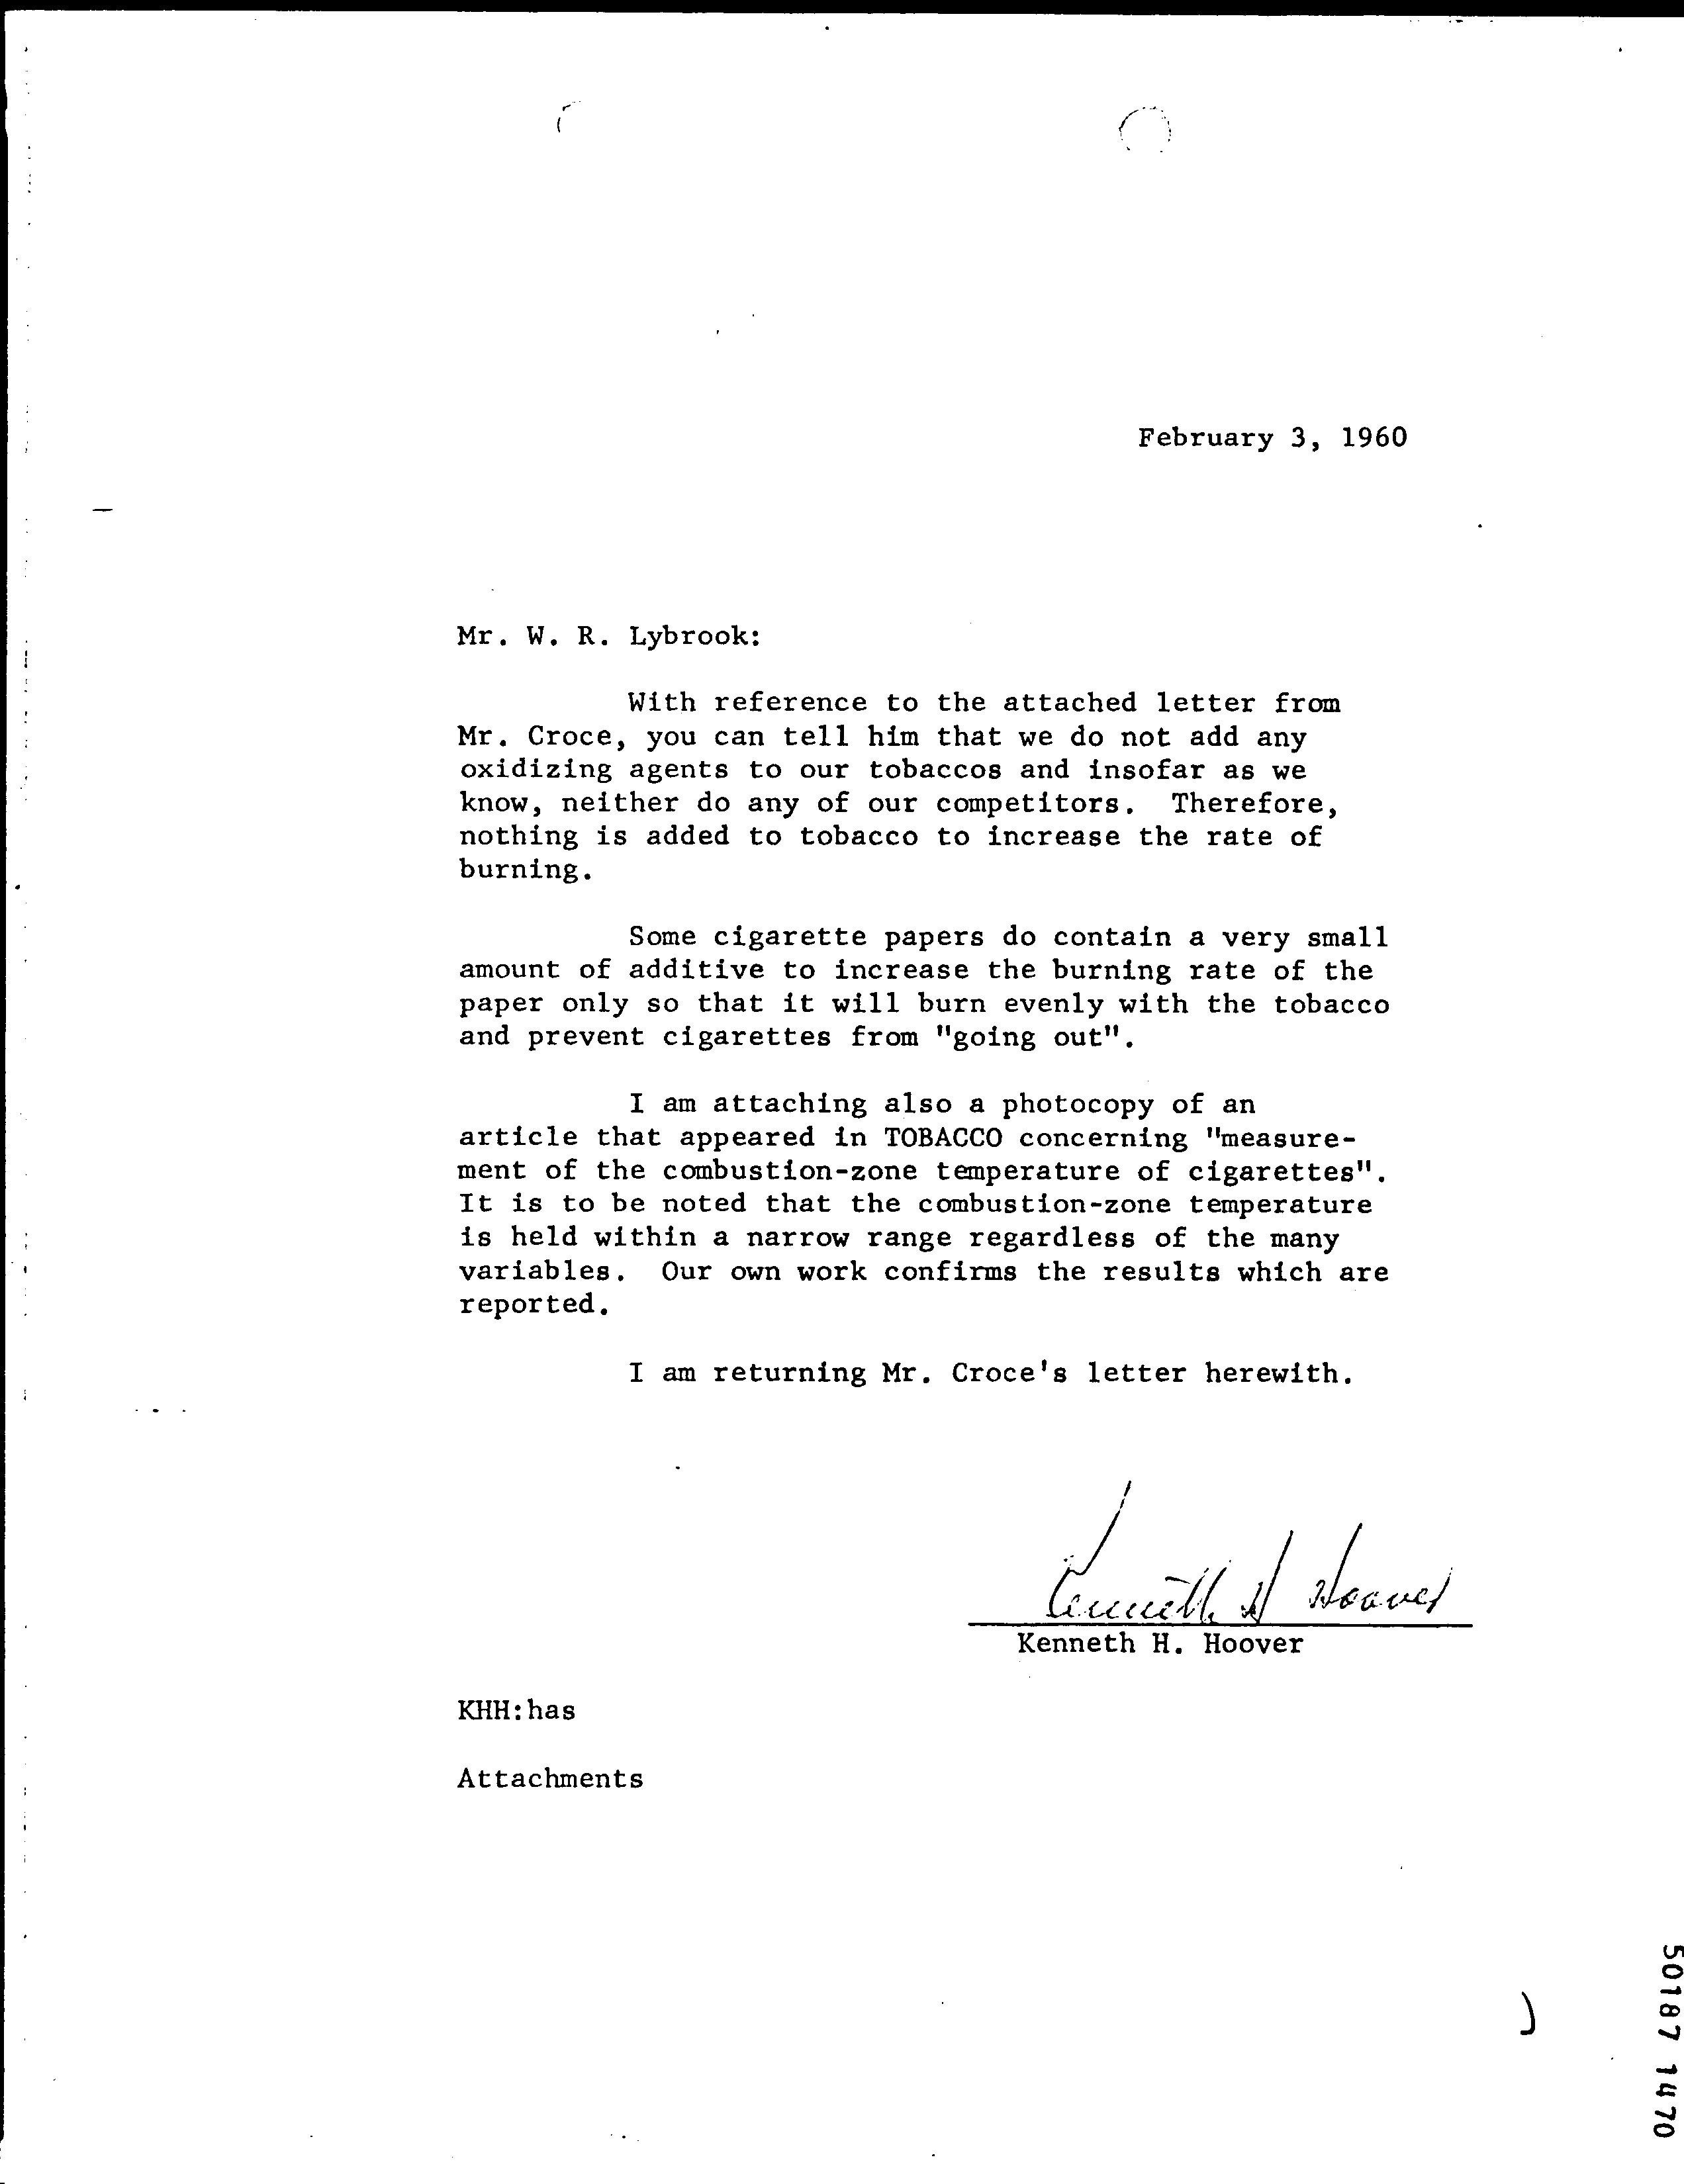 February 3, 1960
Mr. W. R. Lybrook:
With reference to the attached letter from
Mr. Croce, you can tell him that we do not add any
oxidizing agents to our tobaccos and insofar as we
know, neither do any of our competitors. Therefore,
nothing is added to tobacco to increase the rate of
burning.
Some cigarette papers do contain a very small
amount of additive to increase the burning rate of the
paper only so that it will burn evenly with the tobacco
and prevent cigarettes from "going out".
I am attaching also a photocopy of an
article that appeared in TOBACCO concerning "measure-
ment of the combustion-zone temperature of cigarettes".
It is to be noted that the combustion-zone temperature
is held within a narrow range regardless of the many
variables. Our own work confirms the results which are
reported.
I am returning Mr. Croce's letter herewith.
Kenneth H Hoover
Kenneth H. Hoover
KHH:has
Attachments
50187 1470